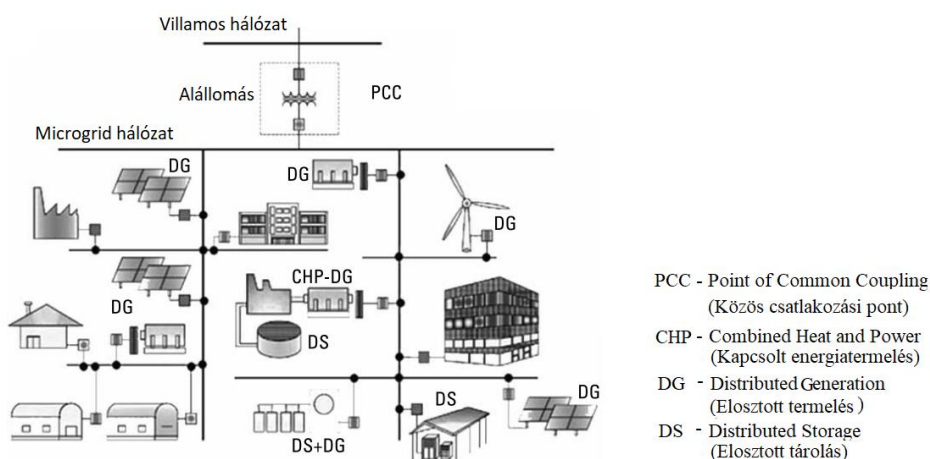 Villamos hálózat
Alállomás
PCC
Microgrid hálózat
DG
DG
DG
CHP-DG
DG
DS
DS
DG
DS+DG
PCC - Point of Common Coupling
(Közös csatlakozási pont)
CHP - Combined Heat and Power
(Kapcsolt energiatermelés)
DG - Distributed Generation
(Elosztott termelés )
DS - Distributed Storage
(Elosztott tárolás)